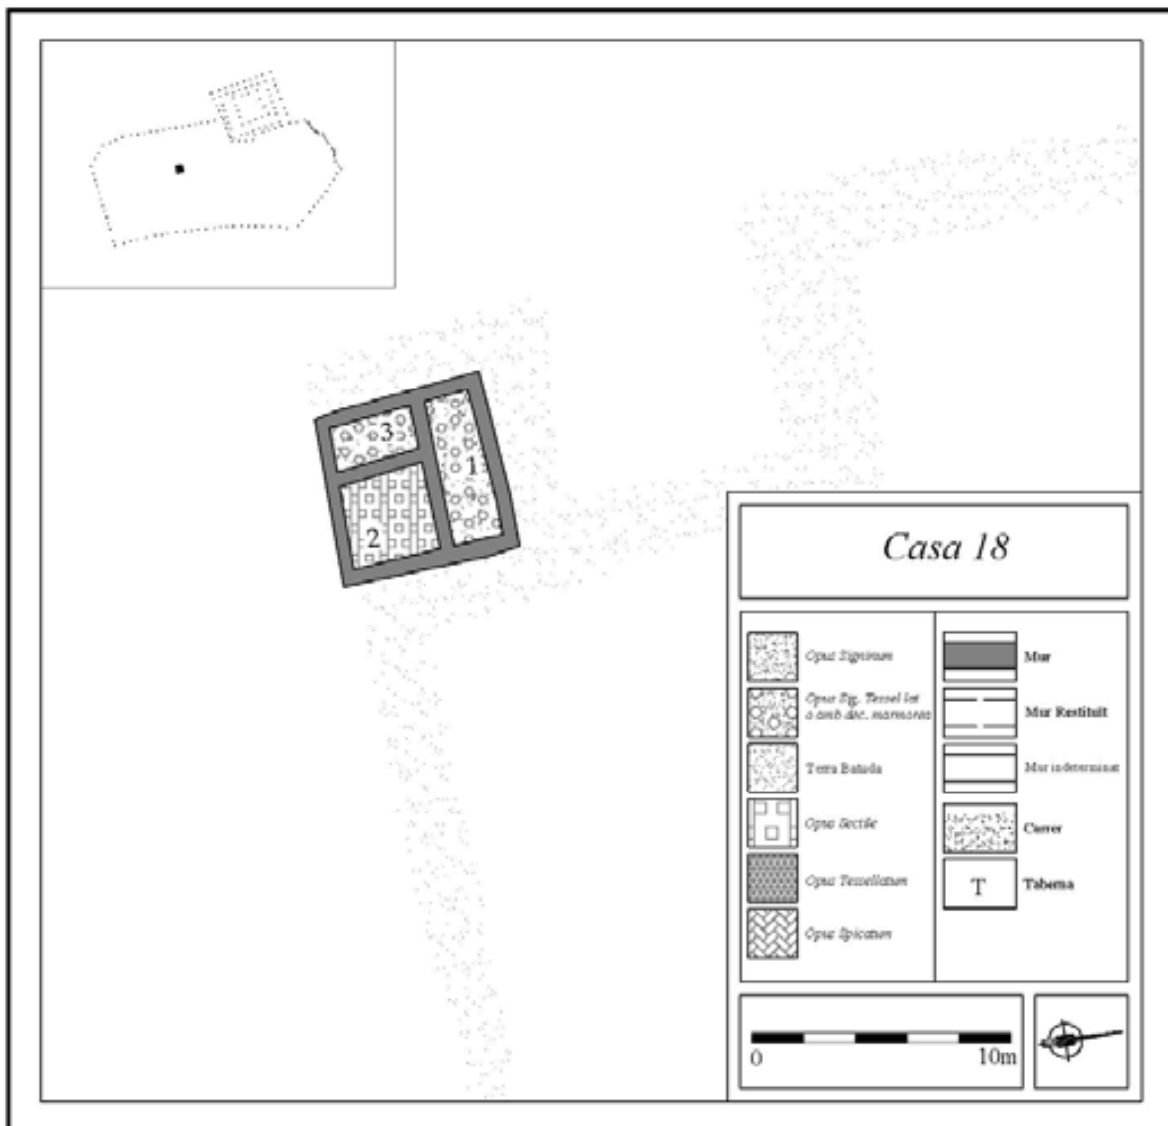 3
1
2
Casa 18
Opus Signinum
Opus Sig. Tessel lat
o amb dec. marmorea
Terra Batuda
Opus Sectile
Opus Tessellatum
Opus Spicatum
Mur
Mur Restituit
Mur indeterminat
Carrer
T
Taberna
0
10m